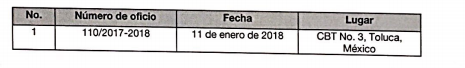 No. Número de oficio Fecha Lugar
1 110/2017-2018 11 de enero de 2018 CBT No. 3, Toluca,
México